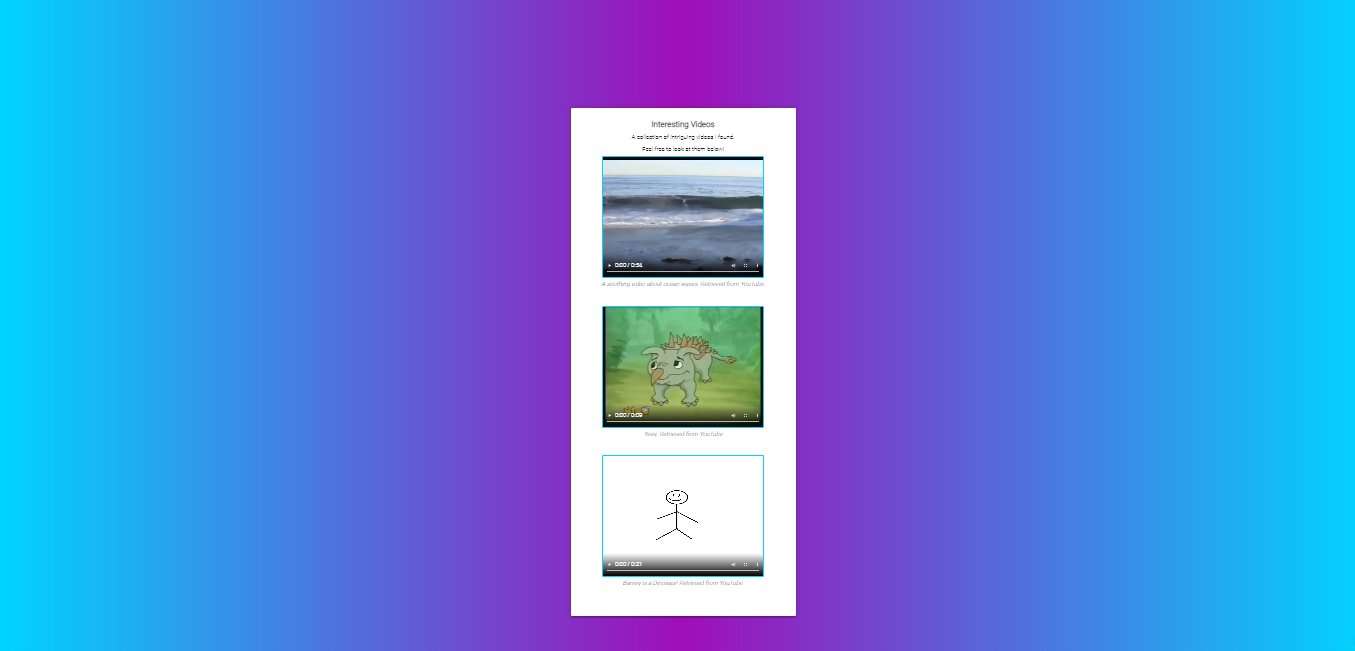 Interesting Videos
A collection of intriguing videos I found.
Feel free to look at them below!
0:00 / 0:54
A soothing video about ocean waves. Retrieved from YouTube
0:00 / 0:09
Retrieved from YouTube
0:00 / 0:21
Barney is a Dinosaur! Retrieved from YouTube